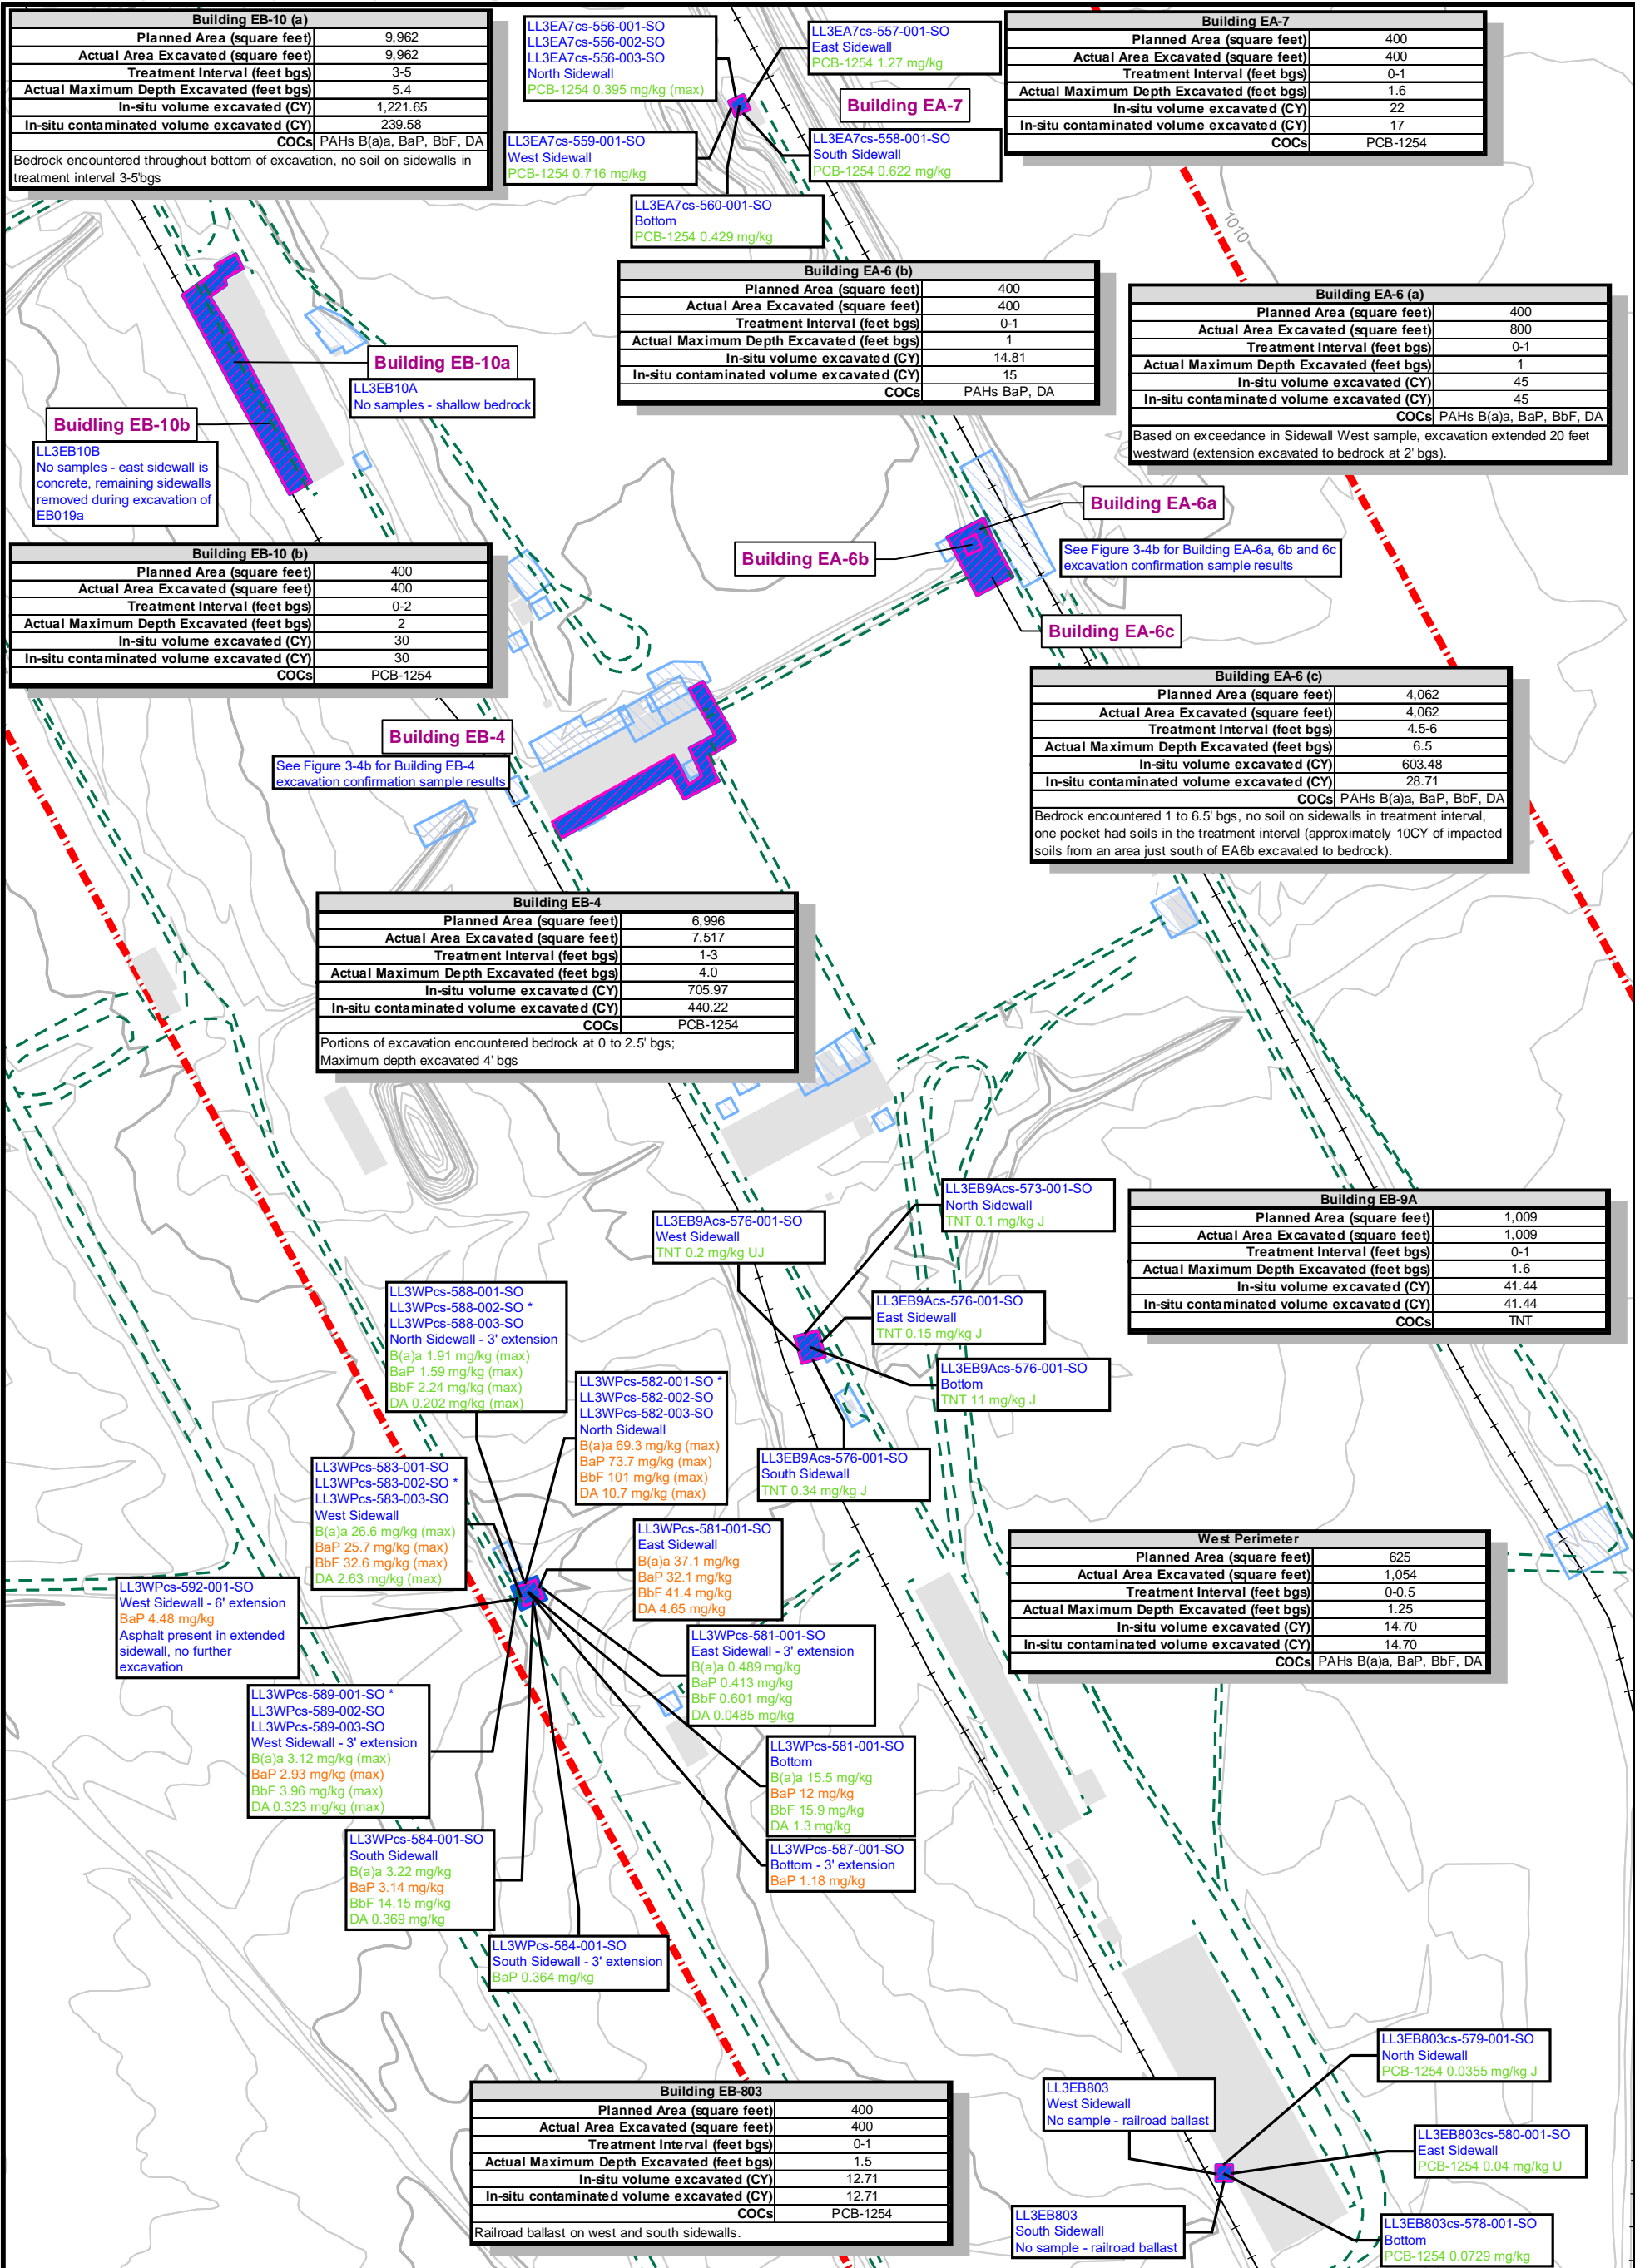 Building EB-10 (a)
Planned Area (square feet) 9,962
Actual Area Excavated (square feet) 9,962
Treatment Interval (feet bgs) 3-5
Actual Maximum Depth Excavated (feet bgs) 5.4
In-situ volume excavated (CY) 1,221.65
In-situ contaminated volume excavated (CY) 239.58
COCs PAHs B(a)a, BaP, BbF, DA
Bedrock encountered throughout bottom of excavation, no soil on sidewalls in
treatment interval 3-5'bgs
LL3EA7cs-556-001-SO
LL3EA7cs-556-002-SO
LL3EA7cs-556-003-SO
North Sidewall
PCB-1254 0.395 mg/kg (max)
LL3EA7cs-557-001-SO
East Sidewall
PCB-1254 1.27 mg/kg
Building EA-7
LL3EA7cs-559-001-SO
West Sidewall
PCB-1254 0.716 mg/kg
LL3EA7cs-558-001-SO
South Sidewall
PCB-1254 0.622 mg/kg
LL3EA7cs-560-001-SO
Bottom
PCB-1254 0.429 mg/kg
Building EA-7
Planned Area (square feet) 400
Actual Area Excavated (square feet) 400
Treatment Interval (feet bgs) 0-1
Actual Maximum Depth Excavated (feet bgs) 1.6
In-situ volume excavated (CY) 22
In-situ contaminated volume excavated (CY) 17
COCs PCB-1254
1010
Building EA-6 (b)
Planned Area (square feet) 400
Actual Area Excavated (square feet) 400
Treatment Interval (feet bgs) 0-1
Actual Maximum Depth Excavated (feet bgs) 1
In-situ volume excavated (CY) 14.81
In-situ contaminated volume excavated (CY) 15
COCs PAHs BaP, DA
Building EA-6 (a)
Planned Area (square feet) 400
Actual Area Excavated (square feet) 800
Treatment Interval (feet bgs) 0-1
Actual Maximum Depth Excavated (feet bgs) 1
In-situ volume excavated (CY) 45
In-situ contaminated volume excavated (CY) 45
COCs PAHs B(a)a, BaP, BbF, DA
Based on exceedance in Sidewall West sample, excavation extended 20 feet
westward (extension excavated to bedrock at 2' bgs).
Building EB-10a
LL3EB10A
No samples - shallow bedrock
Buidling EB-10b
LL3EB10B
No samples - east sidewall is
concrete, remaining sidewalls
removed during excavation of
EB019a
Building EA-6a
Building EA-6b
See Figure 3-4b for Building EA-6a, 6b and 6c
excavation confirmation sample results
Building EA-6c
Building EB-10 (b)
Planned Area (square feet) 400
Actual Area Excavated (square feet) 400
Treatment Interval (feet bgs) 0-2
Actual Maximum Depth Excavated (feet bgs) 2
In-situ volume excavated (CY) 30
In-situ contaminated volume excavated (CY) 30
COCs PCB-1254
Building EB-4
See Figure 3-4b for Building EB-4
excavation confirmation sample results
Building EA-6 (c)
Planned Area (square feet) 4,062
Actual Area Excavated (square feet) 4,062
Treatment Interval (feet bgs) 4.5-6
Actual Maximum Depth Excavated (feet bgs) 6.5
In-situ volume excavated (CY) 603.48
In-situ contaminated volume excavated (CY) 28.71
COCs PAHs B(a)a, BaP, BbF, DA
Bedrock encountered 1 to 6.5' bgs, no soil on sidewalls in treatment interval,
one pocket had soils in the treatment interval (approximately 10CY of impacted
soils from an area just south of EA6b excavated to bedrock).
Building EB-4
Planned Area (square feet) 6,996
Actual Area Excavated (square feet) 7,517
Treatment Interval (feet bgs) 1-3
Actual Maximum Depth Excavated (feet bgs) 4.0
In-situ volume excavated (CY) 705.97
In-situ contaminated volume excavated (CY) 440.22
COCs PCB-1254
Portions of excavation encountered bedrock at 0 to 2.5' bgs;
Maximum depth excavated 4' bgs
LL3EB9Acs-573-001-SO
North Sidewall
TNT 0.1 mg/kg J
LL3EB9Acs-576-001-SO
West Sidewall
TNT 0.2 mg/kg UJ
LL3EB9Acs-576-001-SO
East Sidewall
TNT 0.15 mg/kg J
LL3EB9Acs-576-001-SO
Bottom
TNT 11 mg/kg J
LL3EB9Acs-576-001-SO
South Sidewall
TNT 0.34 mg/kg J
Building EB-9A
Planned Area (square feet) 1,009
Actual Area Excavated (square feet) 1,009
Treatment Interval (feet bgs) 0-1
Actual Maximum Depth Excavated (feet bgs) 1.6
In-situ volume excavated (CY) 41.44
In-situ contaminated volume excavated (CY) 41.44
COCs TNT
LL3WPcs-588-001-SO
LL3WPcs-588-002-SO *
LL3WPcs-588-003-SO
North Sidewall - 3' extension
B(a)a 1.91 mg/kg (max)
BaP 1.59 mg/kg (max)
BbF 2.24 mg/kg (max)
DA 0.202 mg/kg (max)
LL3WPcs-582-001-SO *
LL3WPcs-582-002-SO
LL3WPcs-582-003-SO
North Sidewall
B(a)a 69.3 mg/kg (max)
BaP 73.7 mg/kg (max)
BbF 101 mg/kg (max)
DA 10.7 mg/kg (max)
LL3WPcs-583-001-SO
LL3WPcs-583-002-SO *
LL3WPcs-583-003-SO
West Sidewall
B(a)a 26.6 mg/kg (max)
BaP 25.7 mg/kg (max)
BbF 32.6 mg/kg (max)
DA 2.63 mg/kg (max)
LL3WPcs-581-001-SO
East Sidewall
B(a)a 37.1 mg/kg
BaP 32.1 mg/kg
BbF 41.4 mg/kg
DA 4.65 mg/kg
LL3WPcs-592-001-SO
West Sidewall - 6' extension
BaP 4.48 mg/kg
Asphalt present in extended
sidewall, no further
excavation
LL3WPcs-581-001-SO
East Sidewall - 3' extension
B(a)a 0.489 mg/kg
BaP 0.413 mg/kg
BbF 0.601 mg/kg
DA 0.0485 mg/kg
West Perimeter
Planned Area (square feet) 625
Actual Area Excavated (square feet) 1,054
Treatment Interval (feet bgs) 0-0.5
Actual Maximum Depth Excavated (feet bgs) 1.25
In-situ volume excavated (CY) 14.70
In-situ contaminated volume excavated (CY) 14.70
COCs PAHs B(a)a, BaP, BbF, DA
LL3WPcs-589-001-SO *
LL3WPcs-589-002-SO
LL3WPcs-589-003-SO
West Sidewall - 3' extension
B(a)a 3.12 mg/kg (max)
BaP 2.93 mg/kg (max)
BbF 3.96 mg/kg (max)
DA 0.323 mg/kg (max)
LL3WPcs-581-001-SO
Bottom
B(a)a 15.5 mg/kg
BaP 12 mg/kg
BbF 15.9 mg/kg
DA 1.3 mg/kg
LL3WPcs-587-001-SO
Bottom - 3' extension
BaP 1.18 mg/kg
LL3WPcs-584-001-SO
South Sidewall
B(a)a 3.22 mg/kg
BaP 3.14 mg/kg
BbF 14.15 mg/kg
DA 0.369 mg/kg
LL3WPcs-584-001-SO
South Sidewall - 3' extension
BaP 0.364 mg/kg
Building EB-803
Planned Area (square feet) 400
Actual Area Excavated (square feet) 400
Treatment Interval (feet bgs) 0-1
Actual Maximum Depth Excavated (feet bgs) 1.5
In-situ volume excavated (CY) 12.71
In-situ contaminated volume excavated (CY) 12.71
COCs PCB-1254
Railroad ballast on west and south sidewalls.
LL3EB803cs-579-001-SO
North Sidewall
PCB-1254 0.0355 mg/kg J
LL3EB803
West Sidewall
No sample - railroad ballast
LL3EB803cs-580-001-SO
East Sidewall
PCB-1254 0.04 mg/kg U
LL3EB803
South Sidewall
No sample - railroad ballast
LL3EB803cs-578-001-SO
Bottom
PCB-1254 0.0729 mg/kg